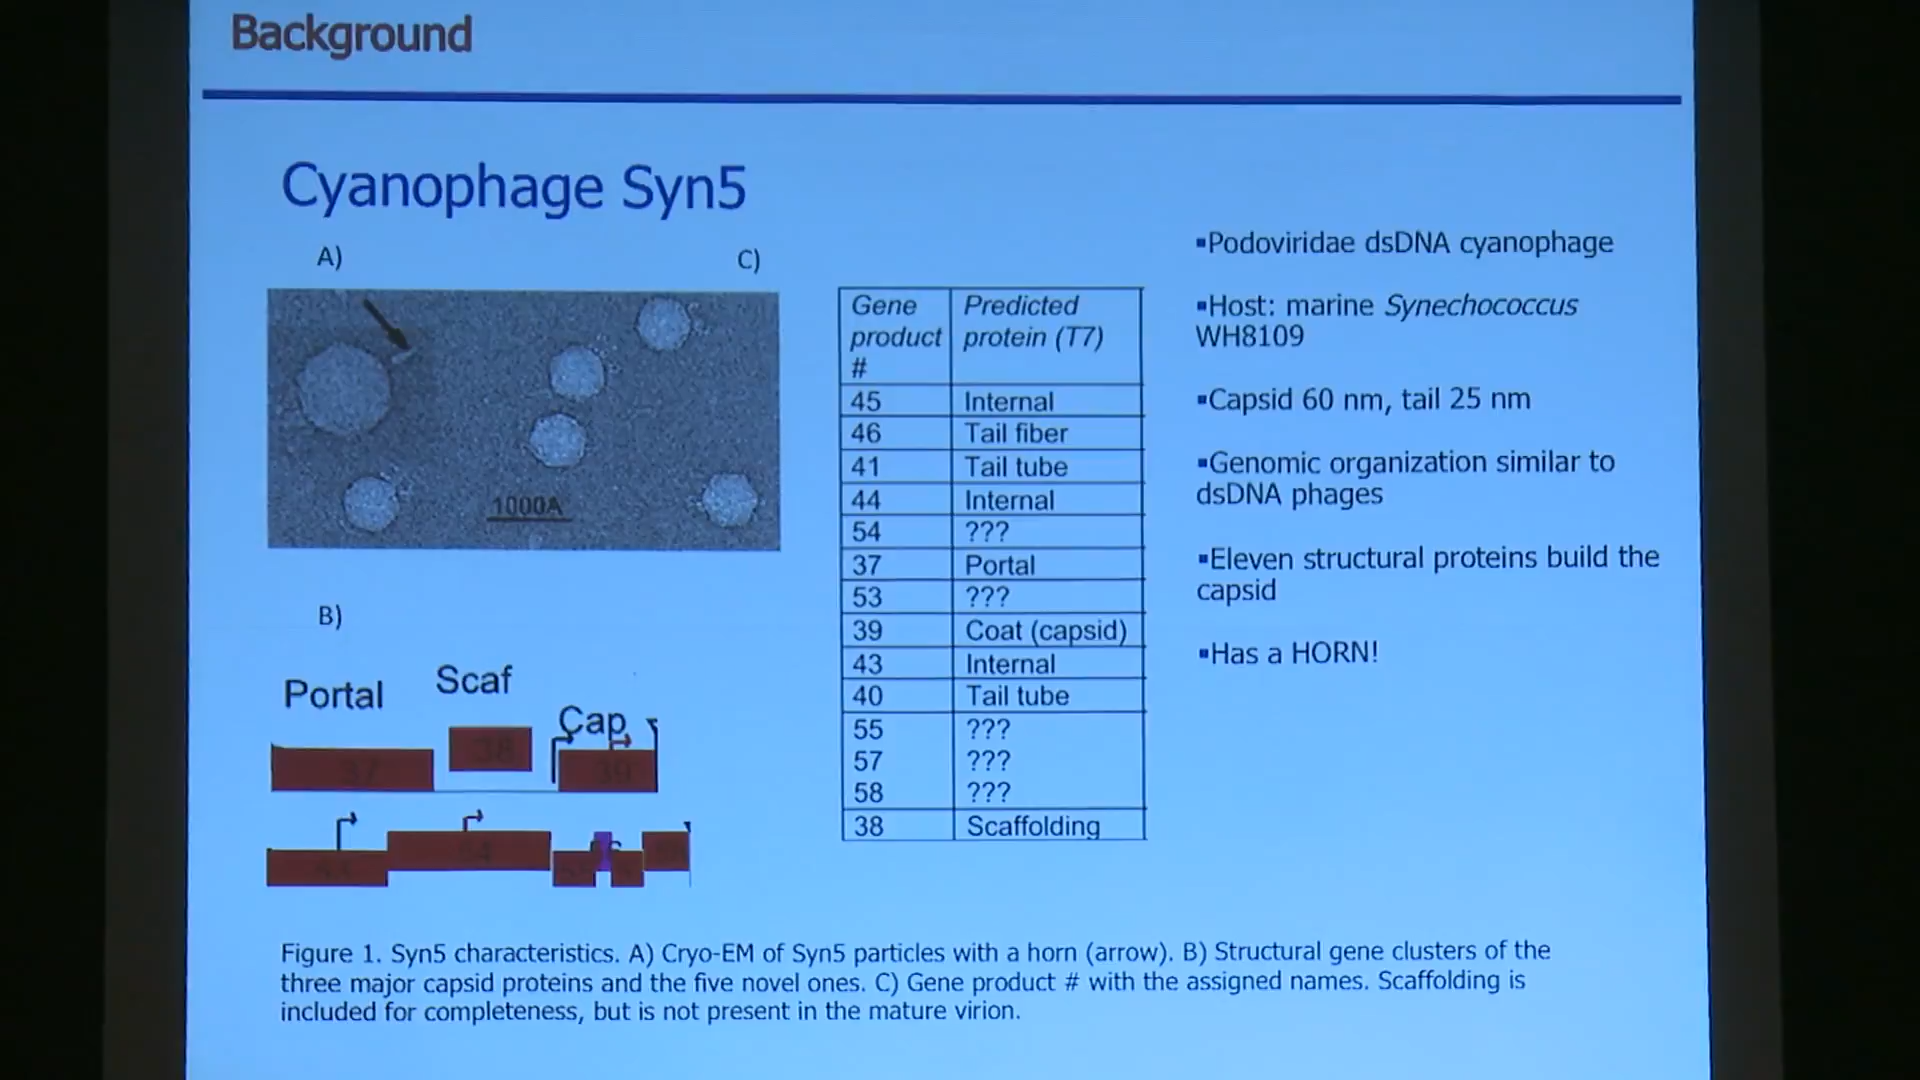 Background
Cyanophage Syn5
A)
C)
1000A
B)
Portal
Scaf
Cap
37
38
39
54
Gene product #
Predicted protein (T7)
45 Internal
46 Tail fiber
41 Tail tube
44 Internal
54 ???
37 Portal
53 ???
39 Coat (capsid)
43 Internal
40 Tail tube
55 ???
57 ???
58 ???
38 Scaffolding
▪Podoviridae dsDNA cyanophage
▪Host: marine Synechococcus
WH8109
▪Capsid 60 nm, tail 25 nm
▪Genomic organization similar to
dsDNA phages
▪Eleven structural proteins build the
capsid
▪Has a HORN!
Figure 1. Syn5 characteristics. A) Cryo-EM of Syn5 particles with a horn (arrow). B) Structural gene clusters of the
three major capsid proteins and the five novel ones. C) Gene product # with the assigned names. Scaffolding is
included for completeness, but is not present in the mature virion.